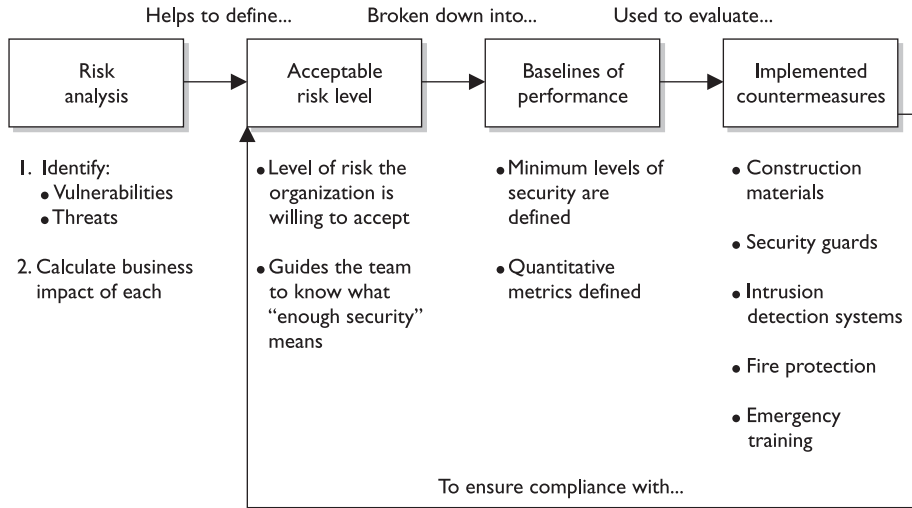 Helps to define...
Broken down into...
Used to evaluate...
Risk
analysis
Acceptable
risk level
Baselines of
performance
Implemented
countermeasures
1. Identify:
• Vulnerabilities
• Threats
2. Calculate business
impact of each
• Level of risk the
organization is
willing to accept
• Guides the team
to know what
“enough security”
means
• Minimum levels of
security are
defined
• Quantitative
metrics defined
• Construction
materials
• Security guards
• Intrusion
detection systems
• Fire protection
• Emergency
training
To ensure compliance with...